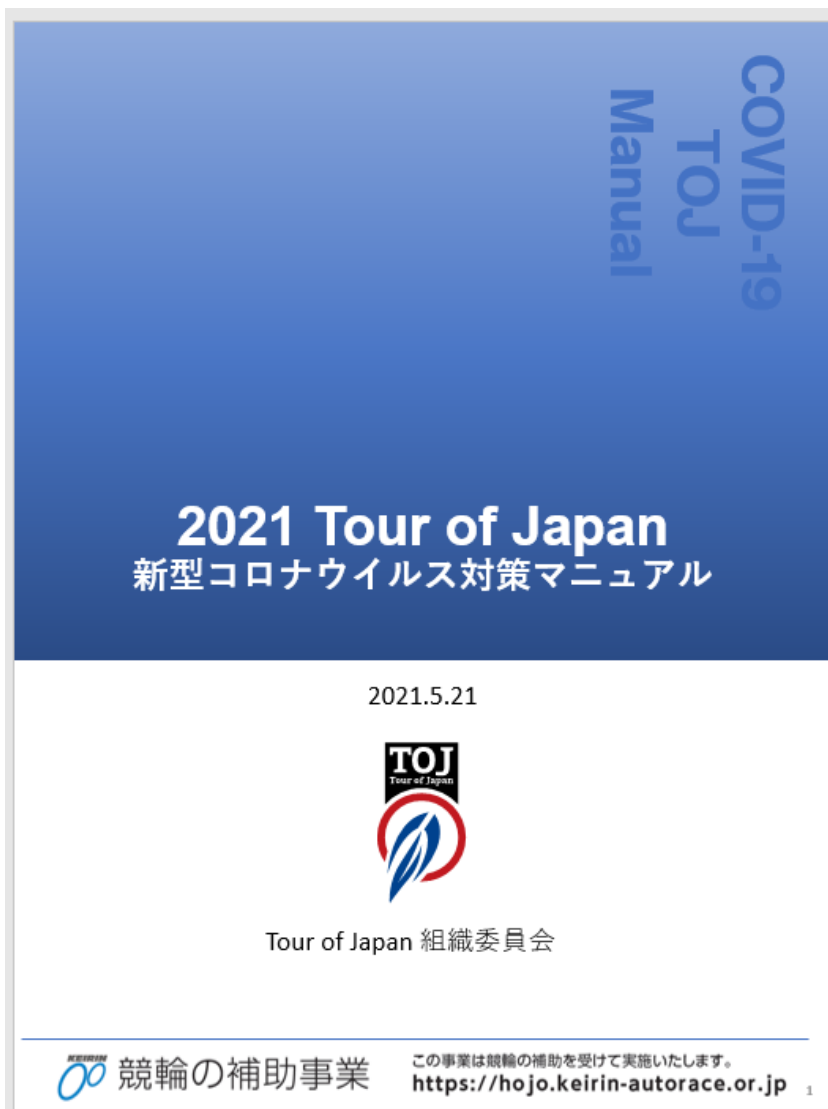 COVID-19
TOJ
Manual
2021 Tour of Japan
新型コロナウイルス対策マニュアル
2021.5.21
TOJ
Tour of Japan
Tour of Japan 組織委員会
KEIRIN
競輪の補助事業
この事業は競輪の補助を受けて実施いたします。
https://hojo.keirin-autorace.or.jp
1